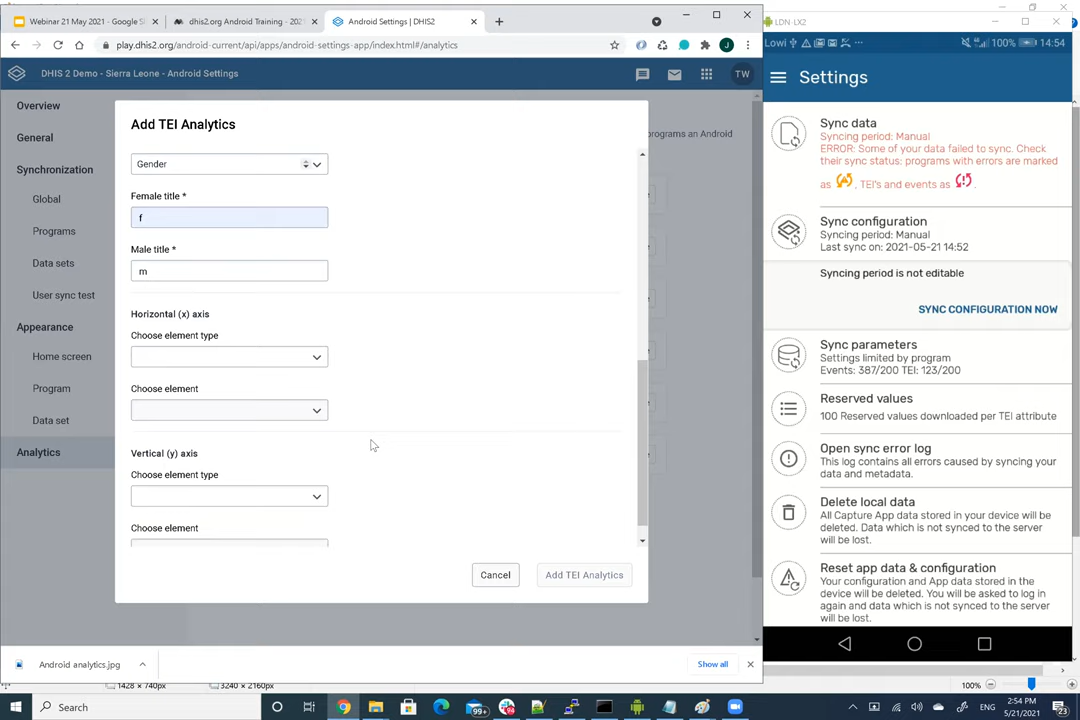 Webinar 21 May 2021 - Google S
dhis2.org Android Training - 202
Android Settings | DHIS2
play.dhis2.org/android-current/api/apps/android-settings-app/index.html#/analytics
J
DHIS 2 Demo - Sierra Leone - Android Settings
TW
Overview
General
Synchronization
Global
Programs
Data sets
User sync test
Appearance
Home screen
Program
Data set
Analytics
programs an Android
Add TEI Analytics
Gender
Female title *
f
Male title *
m
Horizontal (x) axis
Choose element type
Choose element
Vertical (y) axis
Choose element type
Choose element
Cancel
Add TEI Analytics
Android analytics.jpg
Show all
1428 × 740px
3240 × 2160px
100%
LDN-LX2
Lowi
100%
14:54
Settings
Sync data
Syncing period: Manual
ERROR: Some of your data failed to sync. Check
their sync status: programs with errors are marked
as , TEI's and events as .
Sync configuration
Syncing period: Manual
Last sync on: 2021-05-21 14:52
Syncing period is not editable
SYNC CONFIGURATION NOW
Sync parameters
Settings limited by program
Events: 387/200 TEI: 123/200
Reserved values
100 Reserved values downloaded per TEI attribute
Open sync error log
This log contains all errors caused by syncing your
data and metadata.
Delete local data
All Capture App data stored in your device will be
deleted. Data which is not synced to the server
will be lost.
Reset app data & configuration
Your configuration and App data stored in the
device will be deleted. You will be asked to log in
again and data which is not synced to the server
will be lost.
Search
99+
ENG
2:54 PM
5/21/2021
23